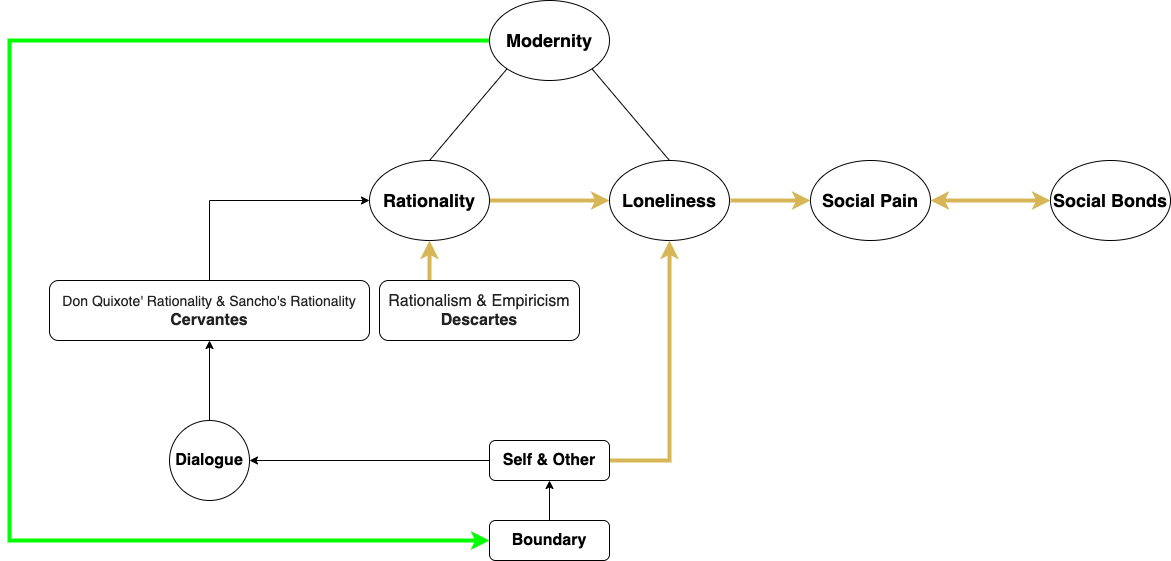 Modernity
Rationality
Loneliness
Social Pain
Social Bonds
Don Quixote' Rationality & Sancho's Rationality
Cervantes
Rationalism & Empiricism
Descartes
Dialogue
Self & Other
Boundary